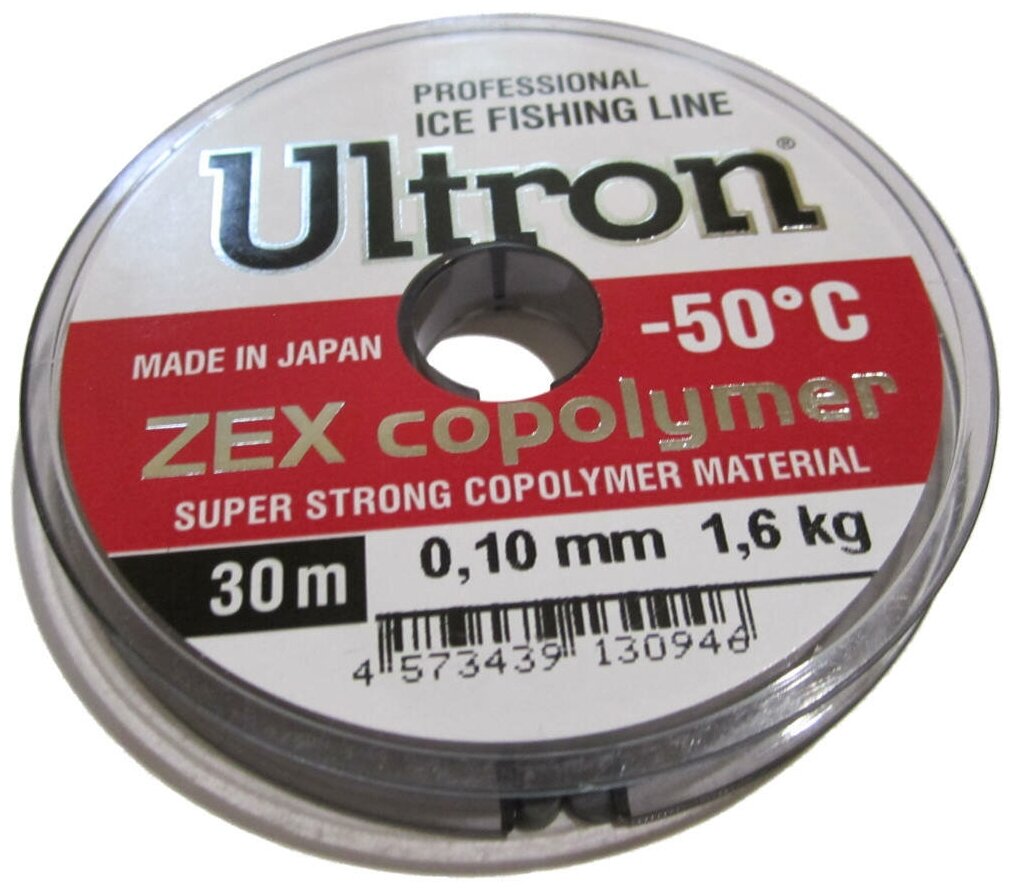 PROFESSIONAL
ICE FISHING LINE
Ultron®
-50°C
MADE IN JAPAN
ZEX copolymer
SUPER STRONG COPOLYMER MATERIAL
30 m 0,10 mm 1,6 kg
4 573439 130946